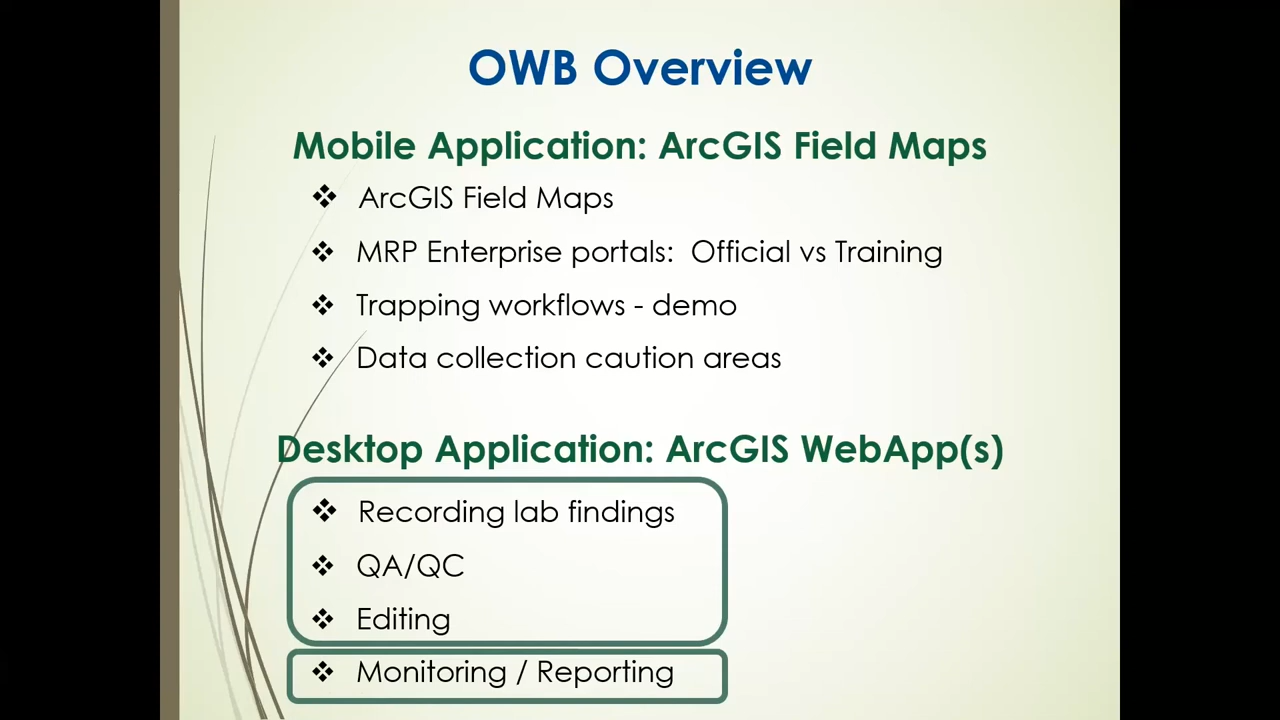 OWB Overview
Mobile Application: ArcGIS Field Maps
ArcGIS Field Maps
MRP Enterprise portals:  Official vs Training
Trapping workflows - demo
Data collection caution areas
Desktop Application: ArcGIS WebApp(s)
Recording lab findings
QA/QC
Editing
Monitoring / Reporting